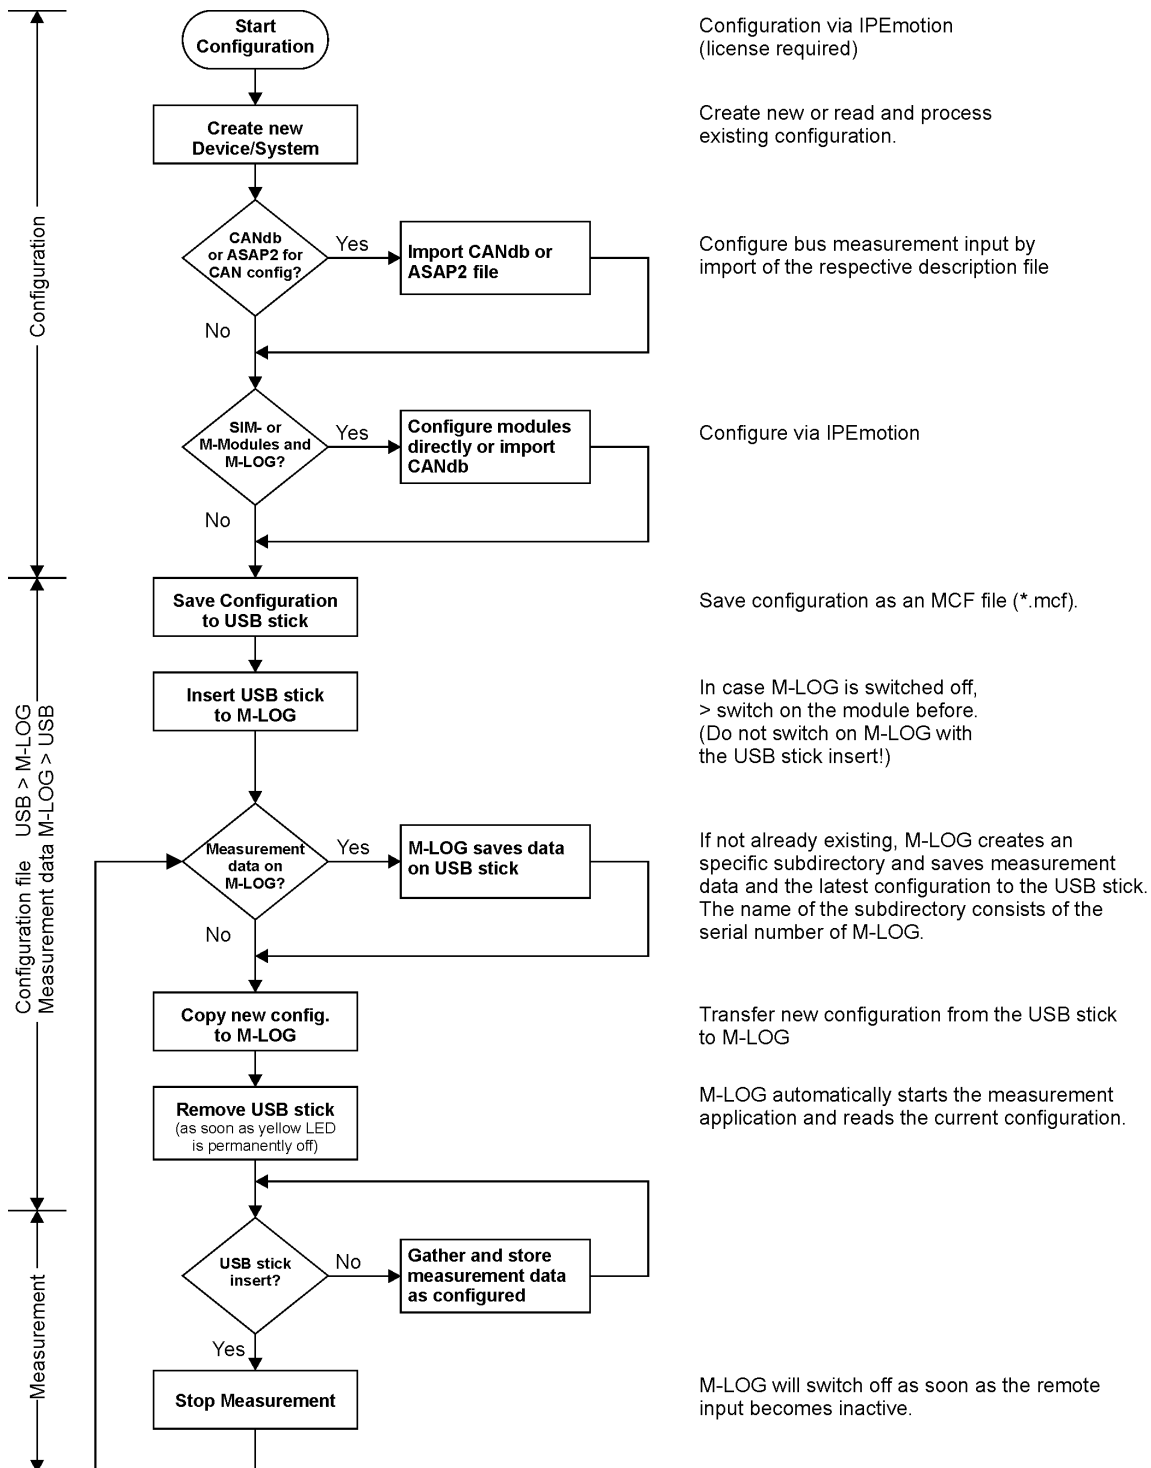 Start
Configuration
Configuration via IPEmotion
(license required)
Create new
Device/System
Create new or read and process
existing configuration.
CANdb
or ASAP2 for
CAN config?
Yes
Import CANdb or
ASAP2 file
Configure bus measurement input by
import of the respective description file
No
Configuration
SIM- or
M-Modules and
M-LOG?
Yes
Configure modules
directly or import
CANdb
Configure via IPEmotion
No
Save Configuration
to USB stick
Save configuration as an MCF file (*.mcf).
Insert USB stick
to M-LOG
In case M-LOG is switched off,
> switch on the module before.
(Do not switch on M-LOG with
the USB stick insert!)
Configuration file USB > M-LOG
Measurement data M-LOG > USB
Measurement
data on
M-LOG?
Yes
M-LOG saves data
on USB stick
If not already existing, M-LOG creates an
specific subdirectory and saves measurement
data and the latest configuration to the USB stick.
The name of the subdirectory consists of the
serial number of M-LOG.
No
Copy new config.
to M-LOG
Transfer new configuration from the USB stick
to M-LOG
Remove USB stick
(as soon as yellow LED
is permanently off)
M-LOG automatically starts the measurement
application and reads the current configuration.
USB stick
insert?
No
Gather and store
measurement data
as configured
Measurement
Yes
Stop Measurement
M-LOG will switch off as soon as the remote
input becomes inactive.